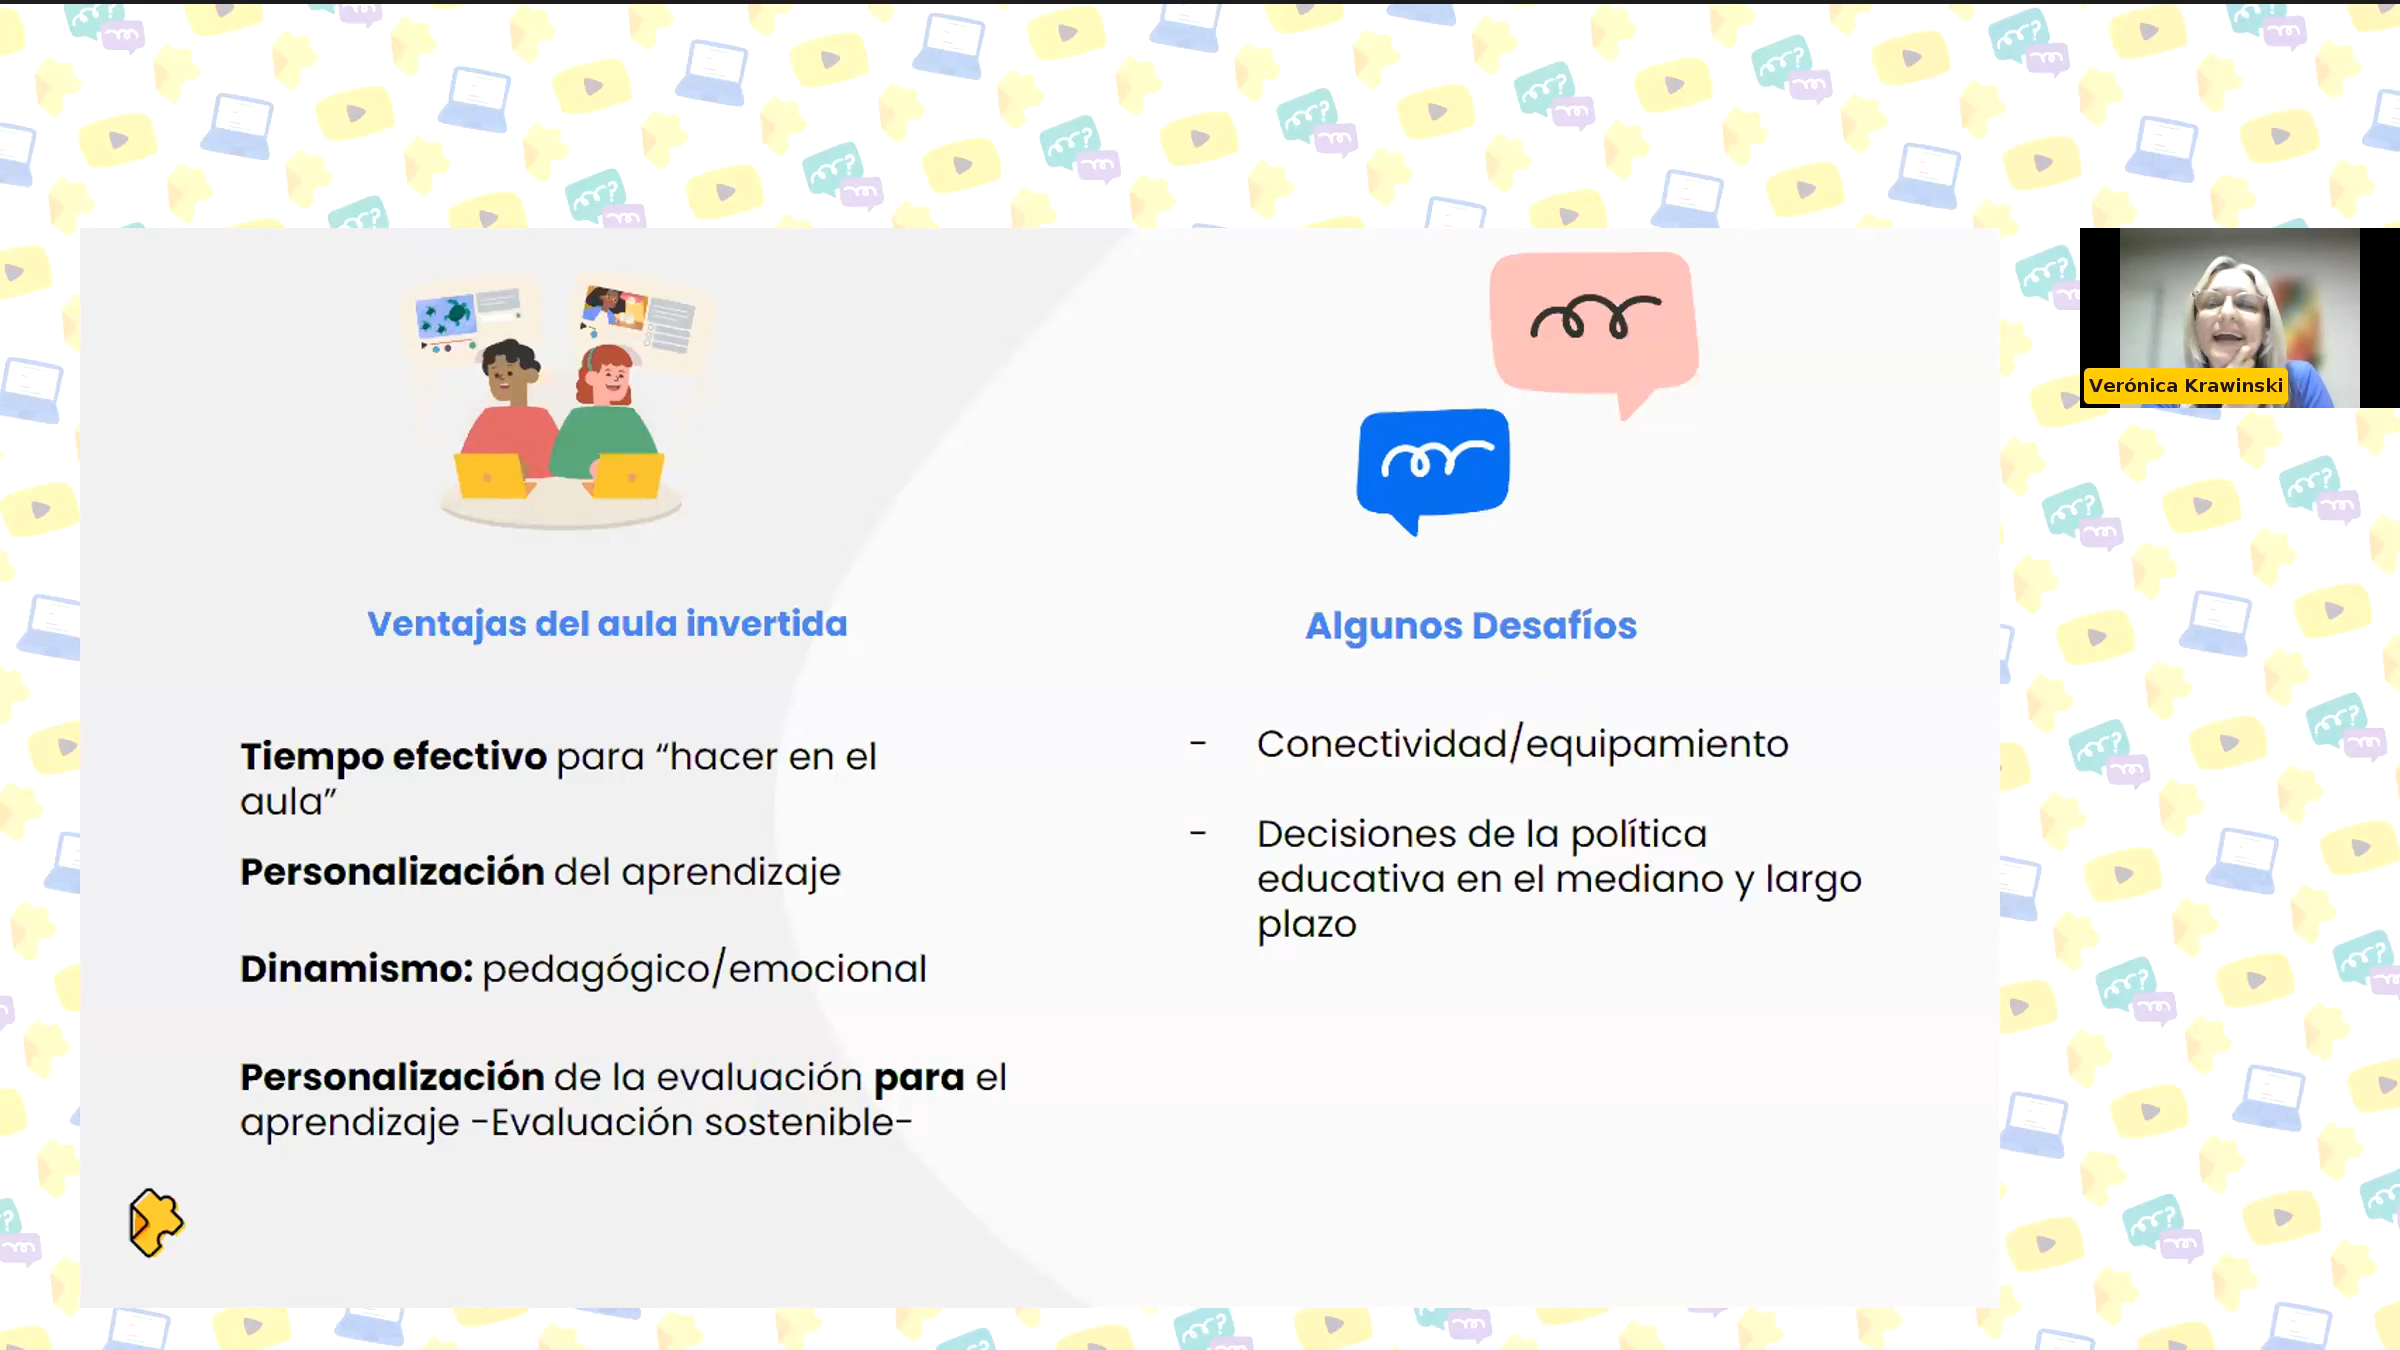 Ventajas del aula invertida
Tiempo efectivo para “hacer en el
aula”
Personalización del aprendizaje
Dinamismo: pedagógico/emocional
Personalización de la evaluación para el
aprendizaje -Evaluación sostenible-
Algunos Desafíos
- Conectividad/equipamiento
- Decisiones de la política
educativa en el mediano y largo
plazo
Verónica Krawinski